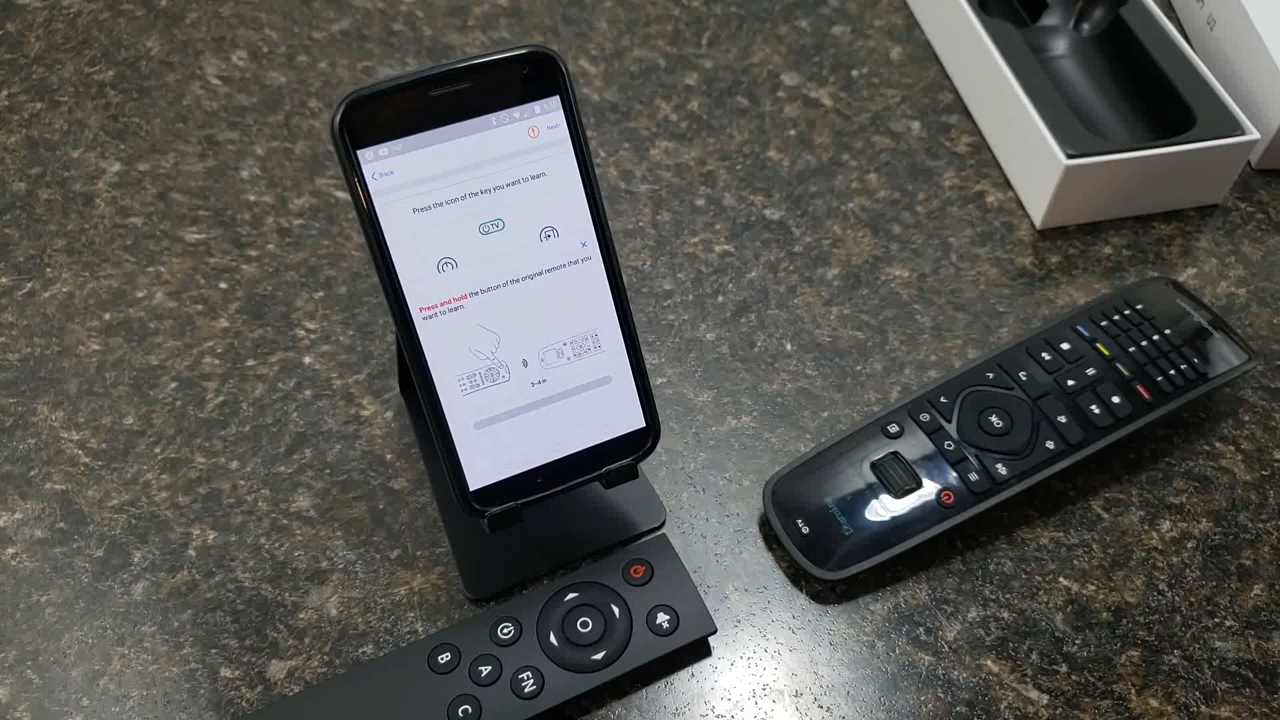 Next›
‹ Back
Press the icon of the key you want to learn.
TV
Press and hold the button of the original remote that you
want to learn.
3~4 in
OK
TV
B
A
FN
C